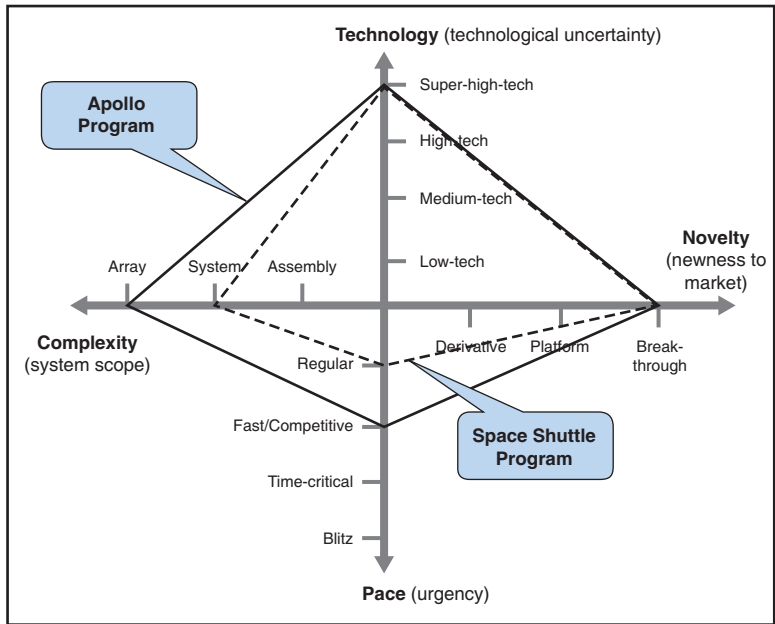 Technology (technological uncertainty)
Apollo
Program
Super-high-tech
High-tech
Medium-tech
Low-tech
Array
System
Assembly
Novelty
(newness to
market)
Complexity
(system scope)
Derivative
Platform
Break-
through
Regular
Fast/Competitive
Space Shuttle
Program
Time-critical
Blitz
Pace (urgency)